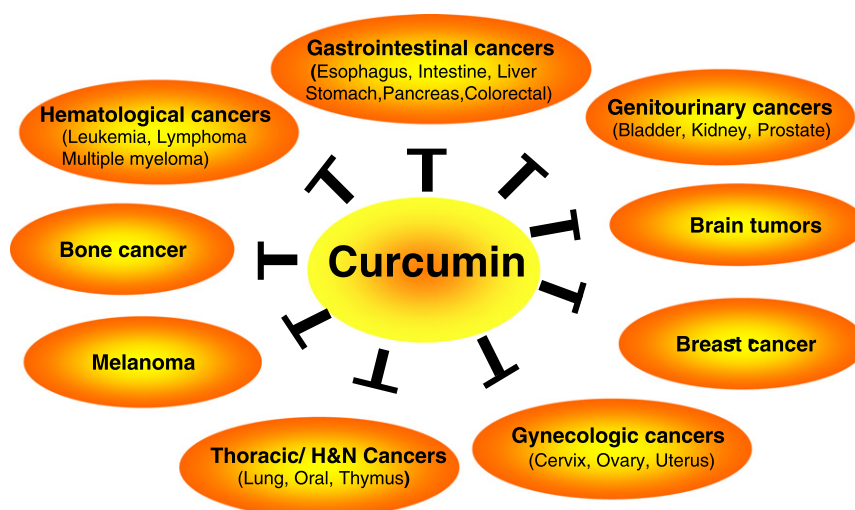 Gastrointestinal cancers
(Esophagus, Intestine, Liver
Stomach,Pancreas,Colorectal)
Hematological cancers
(Leukemia, Lymphoma
Multiple myeloma)
Genitourinary cancers
(Bladder, Kidney, Prostate)
Bone cancer
Curcumin
Brain tumors
Melanoma
Breast cancer
Thoracic/ H&N Cancers
(Lung, Oral, Thymus)
Gynecologic cancers
(Cervix, Ovary, Uterus)